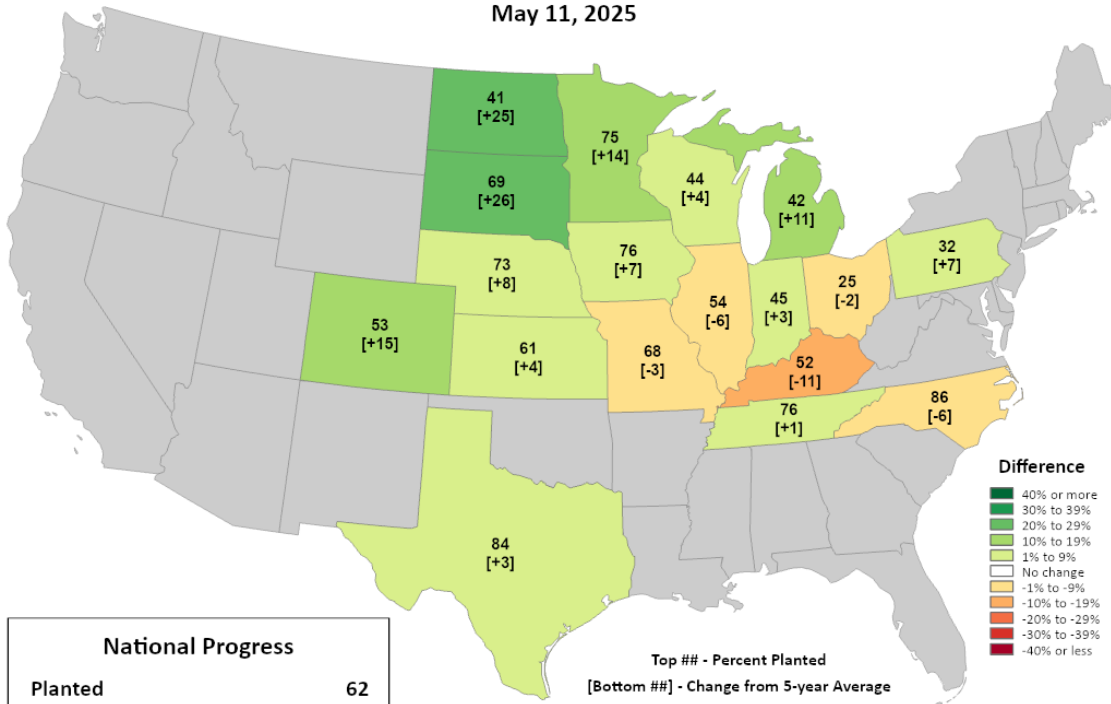 May 11, 2025
41
[+25]
75
[+14]
69
[+26]
44
[+4]
42
[+11]
32
[+7]
73
[+8]
76
[+7]
54
[-6]
45
[+3]
25
[-2]
53
[+15]
61
[+4]
68
[-3]
52
[-11]
76
[+1]
86
[-6]
84
[+3]
Difference
40% or more
30% to 39%
20% to 29%
10% to 19%
1% to 9%
No change
-1% to -9%
-10% to -19%
-20% to -29%
-30% to -39%
-40% or less
National Progress
Planted 62
Top ## - Percent Planted
[Bottom ##] - Change from 5-year Average